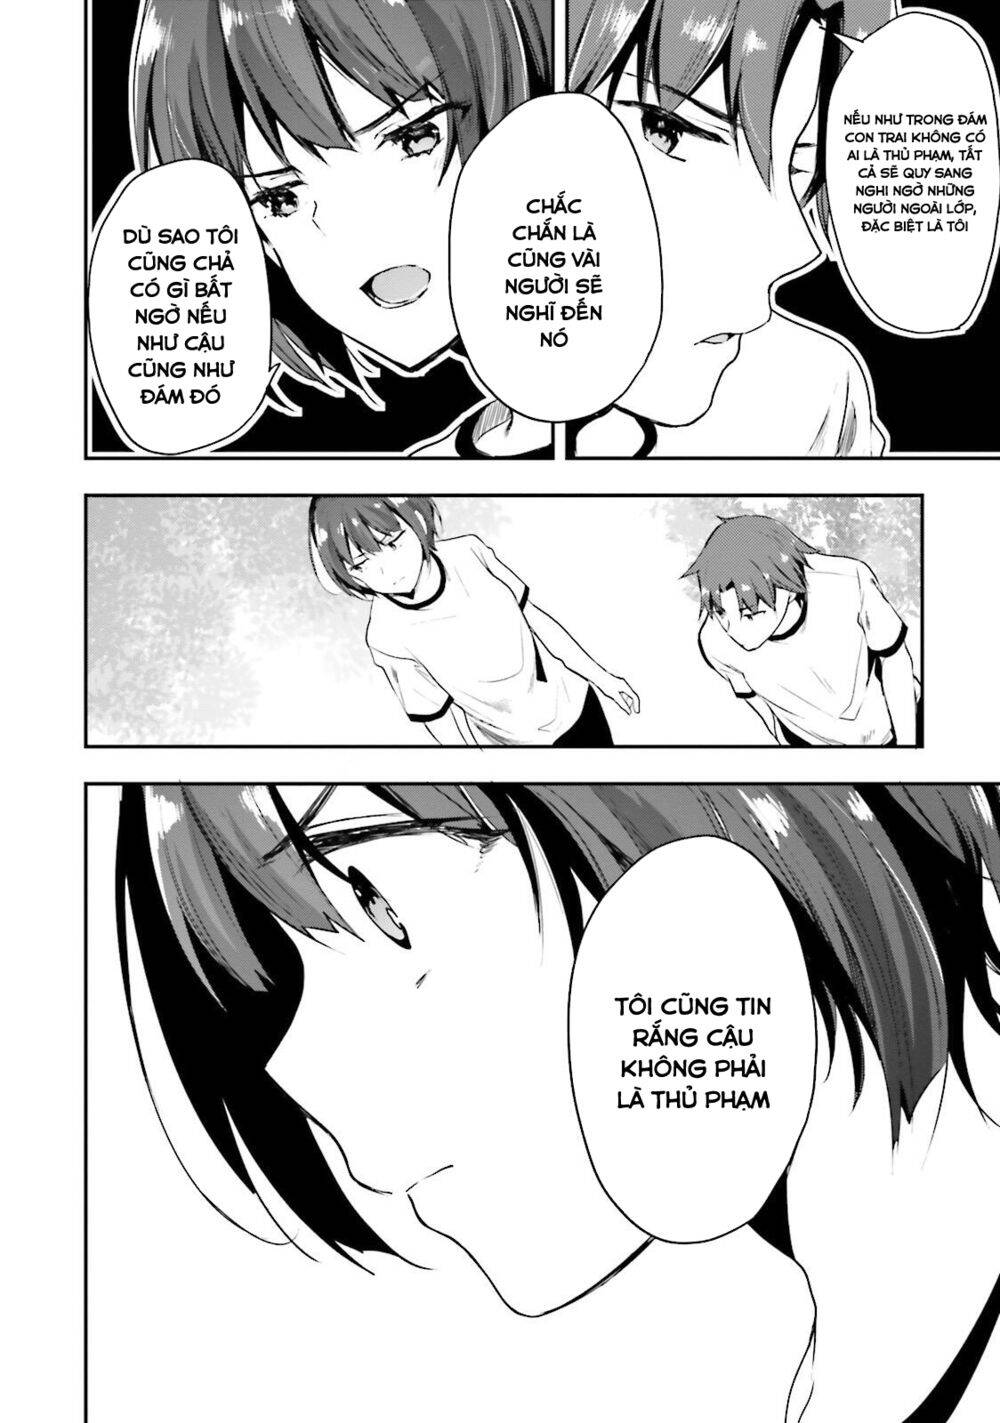 NẾU NHƯ TRONG ĐÁM
CON TRAI KHÔNG CÓ
AI LÀ THỦ PHẠM, TẤT
CẢ SẼ QUY SANG
NGHI NGỜ NHỮNG
NGƯỜI NGOÀI LỚP,
ĐẶC BIỆT LÀ TÔI
CHẮC
CHẮN LÀ
CŨNG VÀI
NGƯỜI SẼ
NGHĨ ĐẾN
NÓ
DÙ SAO TÔI
CŨNG CHẢ
CÓ GÌ BẤT
NGỜ NẾU
NHƯ CẬU
CŨNG NHƯ
ĐÁM ĐÓ
TÔI CŨNG TIN
RẮNG CẬU
KHÔNG PHẢI
LÀ THỦ PHẠM